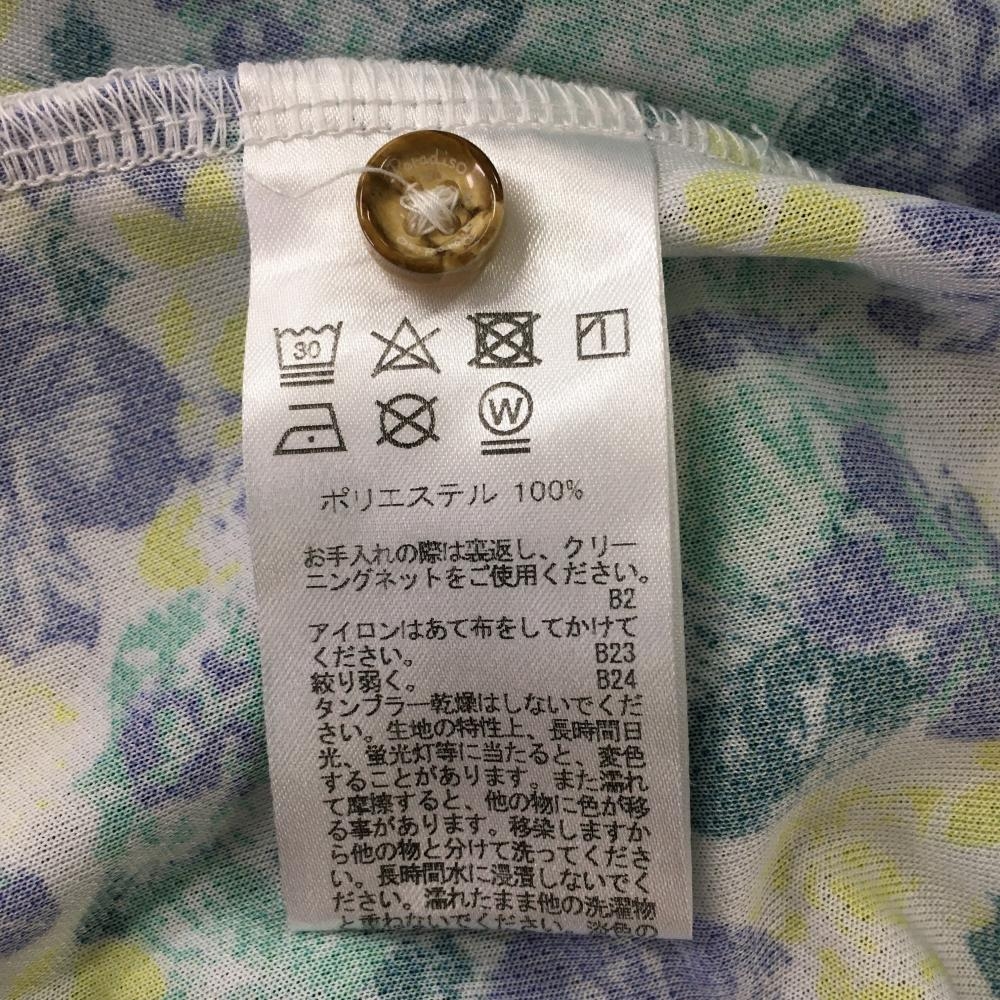 Paradiso
30
W
ポリエステル 100%
お手入れの際は裏返し、クリー
ニングネットをご使用ください。
B2
アイロンはあて布をしてかけて
ください。 B23
絞り弱く。 B24
タンブラー乾燥はしないでくだ
さい。生地の特性上、長時間日
光、蛍光灯等に当たると、変色
することがあります。また濡れ
て摩擦すると、他の物に色が移
る事があります。移染しますか
ら他の物と分けて洗ってくださ
い。長時間水に浸漬しないでく
ださい。濡れたまま他の洗濯物
と重ねないでください。淡色の